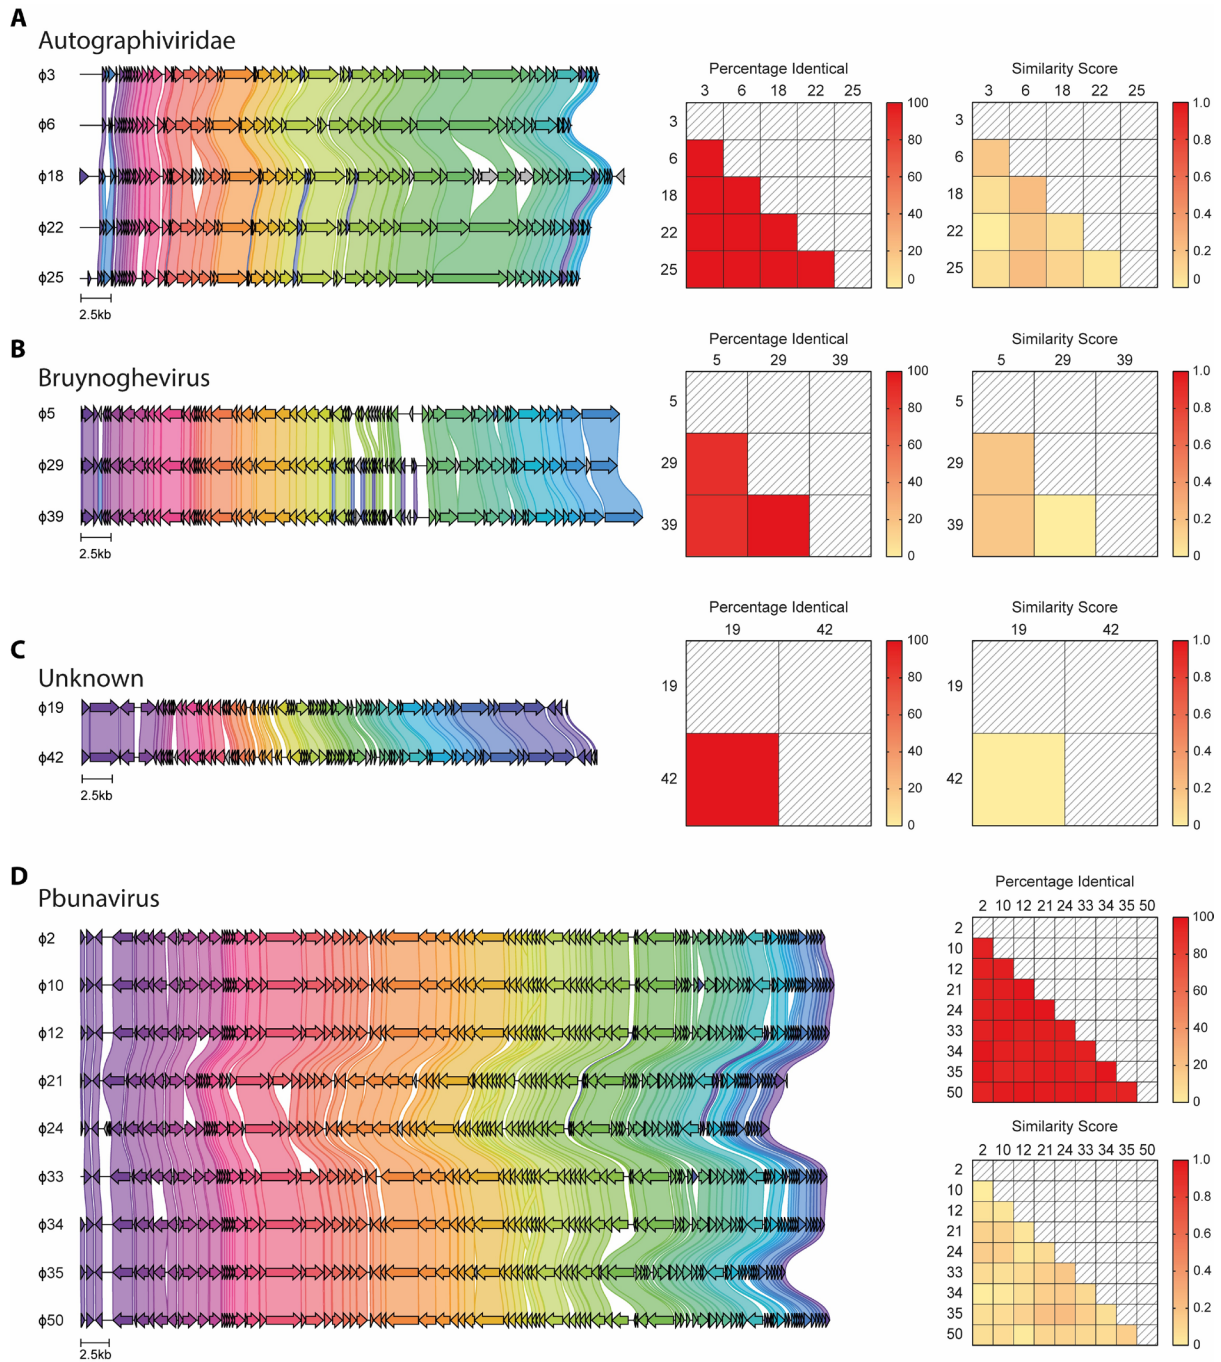 A
Autographiviridae
ϕ3
ϕ6
ϕ18
ϕ22
ϕ25
2.5kb
Percentage Identical
3 6 18 22 25
3
6
18
22
25
100
80
60
40
20
0
Similarity Score
3 6 18 22 25
3
6
18
22
25
1.0
0.8
0.6
0.4
0.2
0
B
Bruynoghevirus
ϕ5
ϕ29
ϕ39
2.5kb
Percentage Identical
5 29 39
5
29
39
100
80
60
40
20
0
Similarity Score
5 29 39
5
29
39
1.0
0.8
0.6
0.4
0.2
0
C
Unknown
ϕ19
ϕ42
2.5kb
Percentage Identical
19 42
19
42
100
80
60
40
20
0
Similarity Score
19 42
19
42
1.0
0.8
0.6
0.4
0.2
0
D
Pbunavirus
ϕ2
ϕ10
ϕ12
ϕ21
ϕ24
ϕ33
ϕ34
ϕ35
ϕ50
2.5kb
Percentage Identical
2 10 12 21 24 33 34 35 50
2
10
12
21
24
33
34
35
50
100
80
60
40
20
0
Similarity Score
2 10 12 21 24 33 34 35 50
2
10
12
21
24
33
34
35
50
1.0
0.8
0.6
0.4
0.2
0